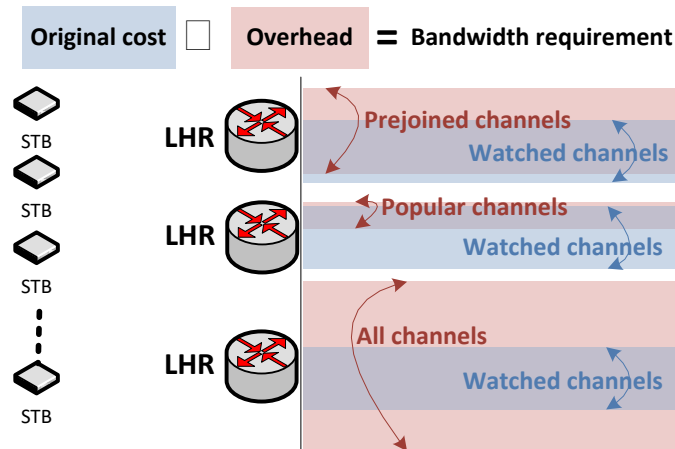 Original cost □ Overhead = Bandwidth requirement
STB
LHR
Prejoined channels
Watched channels
STB
LHR
Popular channels
Watched channels
STB
LHR
All channels
Watched channels
STB